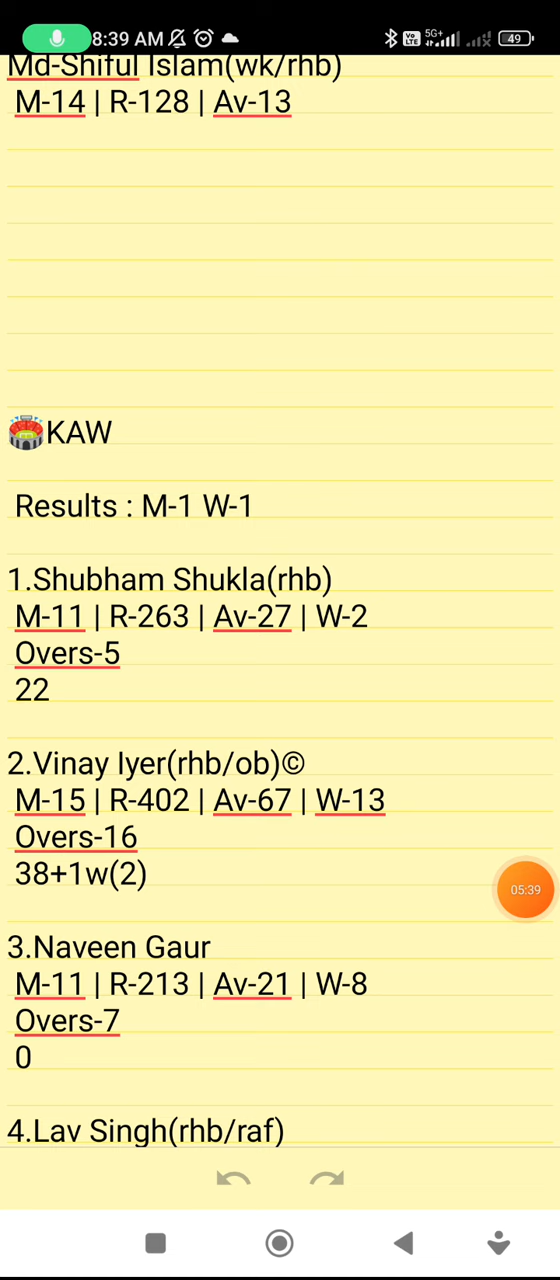 8:39 AM
5G+
Vo
LTE
49
Md-Shiful Islam(wk/rhb)
M-14 | R-128 | Av-13
🏟️KAW
Results : M-1 W-1
1.Shubham Shukla(rhb)
M-11 | R-263 | Av-27 | W-2
Overs-5
22
2.Vinay Iyer(rhb/ob)©
M-15 | R-402 | Av-67 | W-13
Overs-16
38+1w(2)
05:39
3.Naveen Gaur
M-11 | R-213 | Av-21 | W-8
Overs-7
0
4.Lav Singh(rhb/raf)